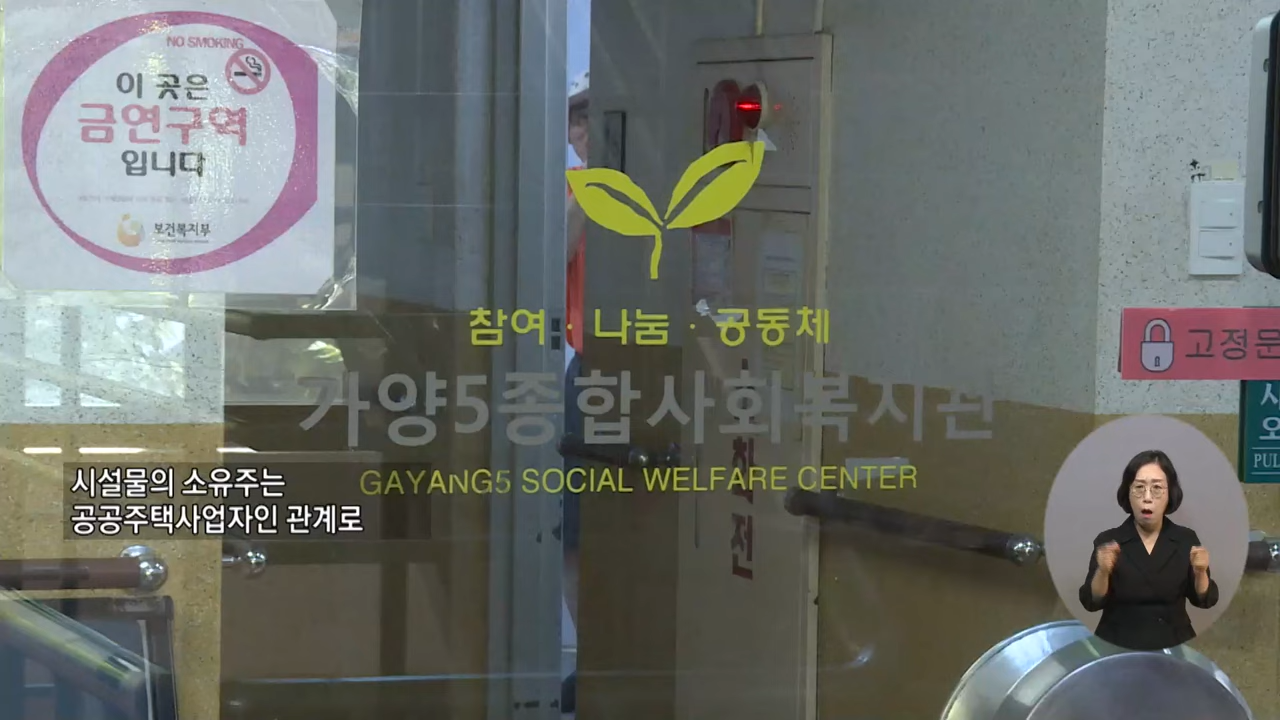 NO SMOKING
이 곳은
금연구역
입니다
보건복지부
참여·나눔·공동체
가양5종합사회복지관
GAYANG5 SOCIAL WELFARE CENTER
고정문
소화전
시설물의 소유주는
공공주택사업자인 관계로